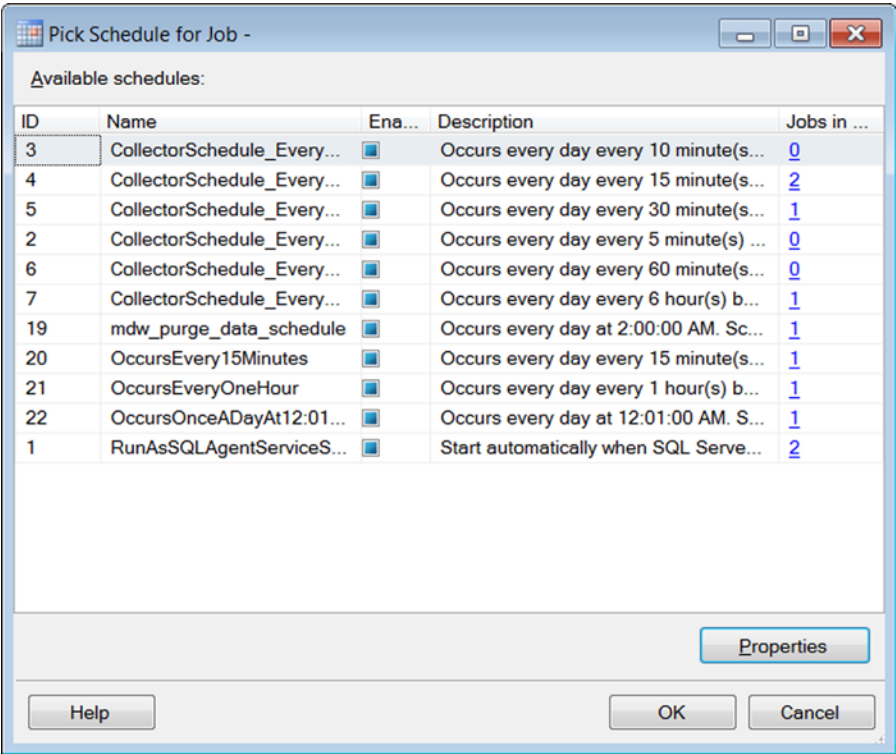 Pick Schedule for Job -
Available schedules:
ID Name Ena... Description Jobs in ...
3 CollectorSchedule_Every... Occurs every day every 10 minute(s... 0
4 CollectorSchedule_Every... Occurs every day every 15 minute(s... 2
5 CollectorSchedule_Every... Occurs every day every 30 minute(s... 1
2 CollectorSchedule_Every... Occurs every day every 5 minute(s) ... 0
6 CollectorSchedule_Every... Occurs every day every 60 minute(s... 0
7 CollectorSchedule_Every... Occurs every day every 6 hour(s) b... 1
19 mdw_purge_data_schedule Occurs every day at 2:00:00 AM. Sc... 1
20 OccursEvery15Minutes Occurs every day every 15 minute(s... 1
21 OccursEveryOneHour Occurs every day every 1 hour(s) b... 1
22 OccursOnceADayAt12:01... Occurs every day at 12:01:00 AM. S... 1
1 RunAsSQLAgentServiceS... Start automatically when SQL Serve... 2
Properties
Help OK Cancel